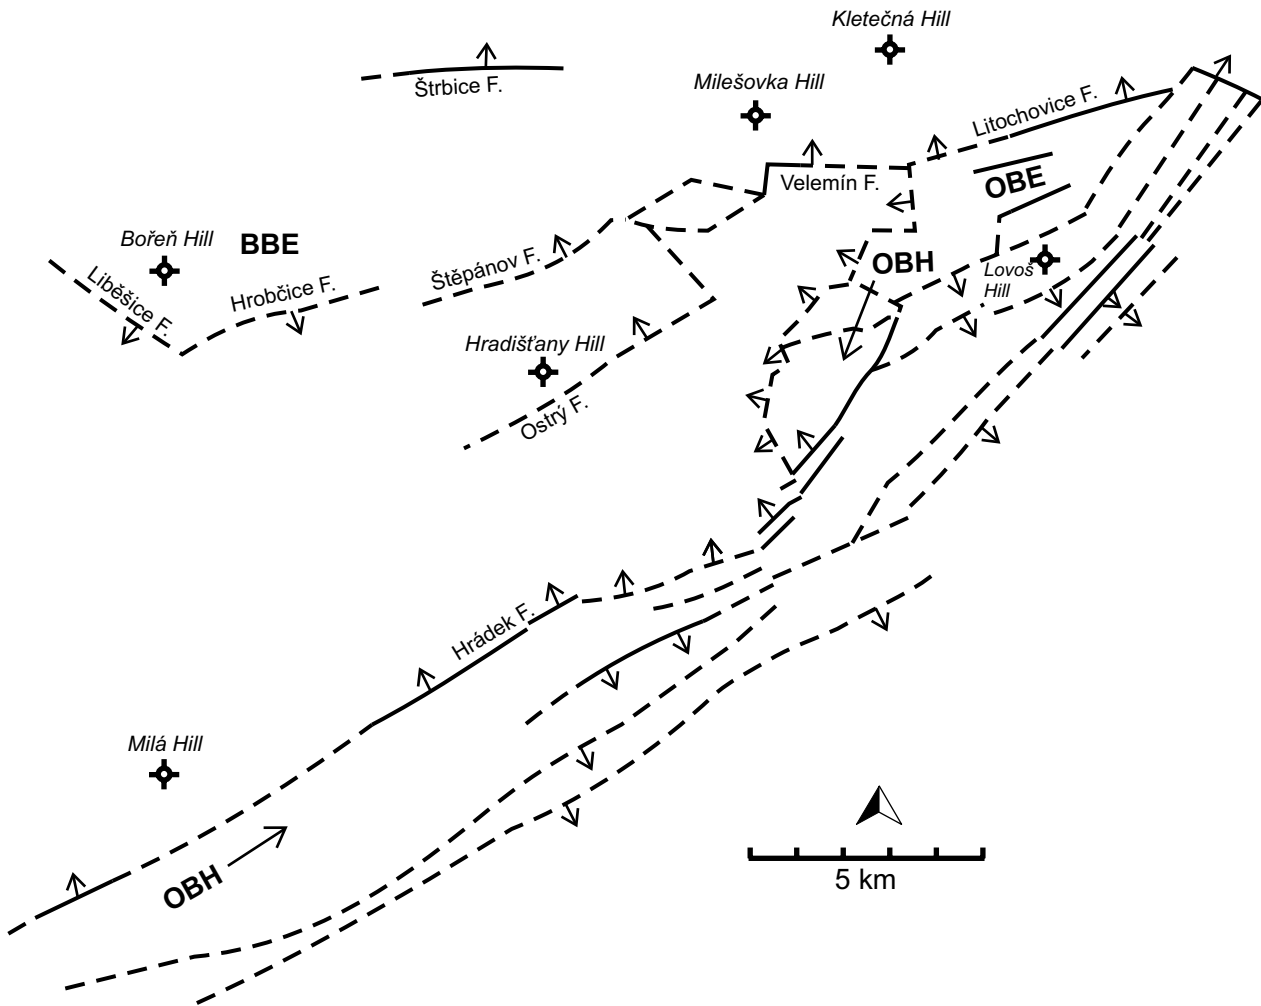 Kletečná Hill
Štrbice F.
Milešovka Hill
Litochovice F.
Velemín F.
OBE
Bořeň Hill
BBE
Liběšice F.
Hrobčice F.
Štěpánov F.
OBH
Lovoš
Hill
Hradišťany Hill
Ostrý F.
Hrádek F.
Milá Hill
OBH
5 km